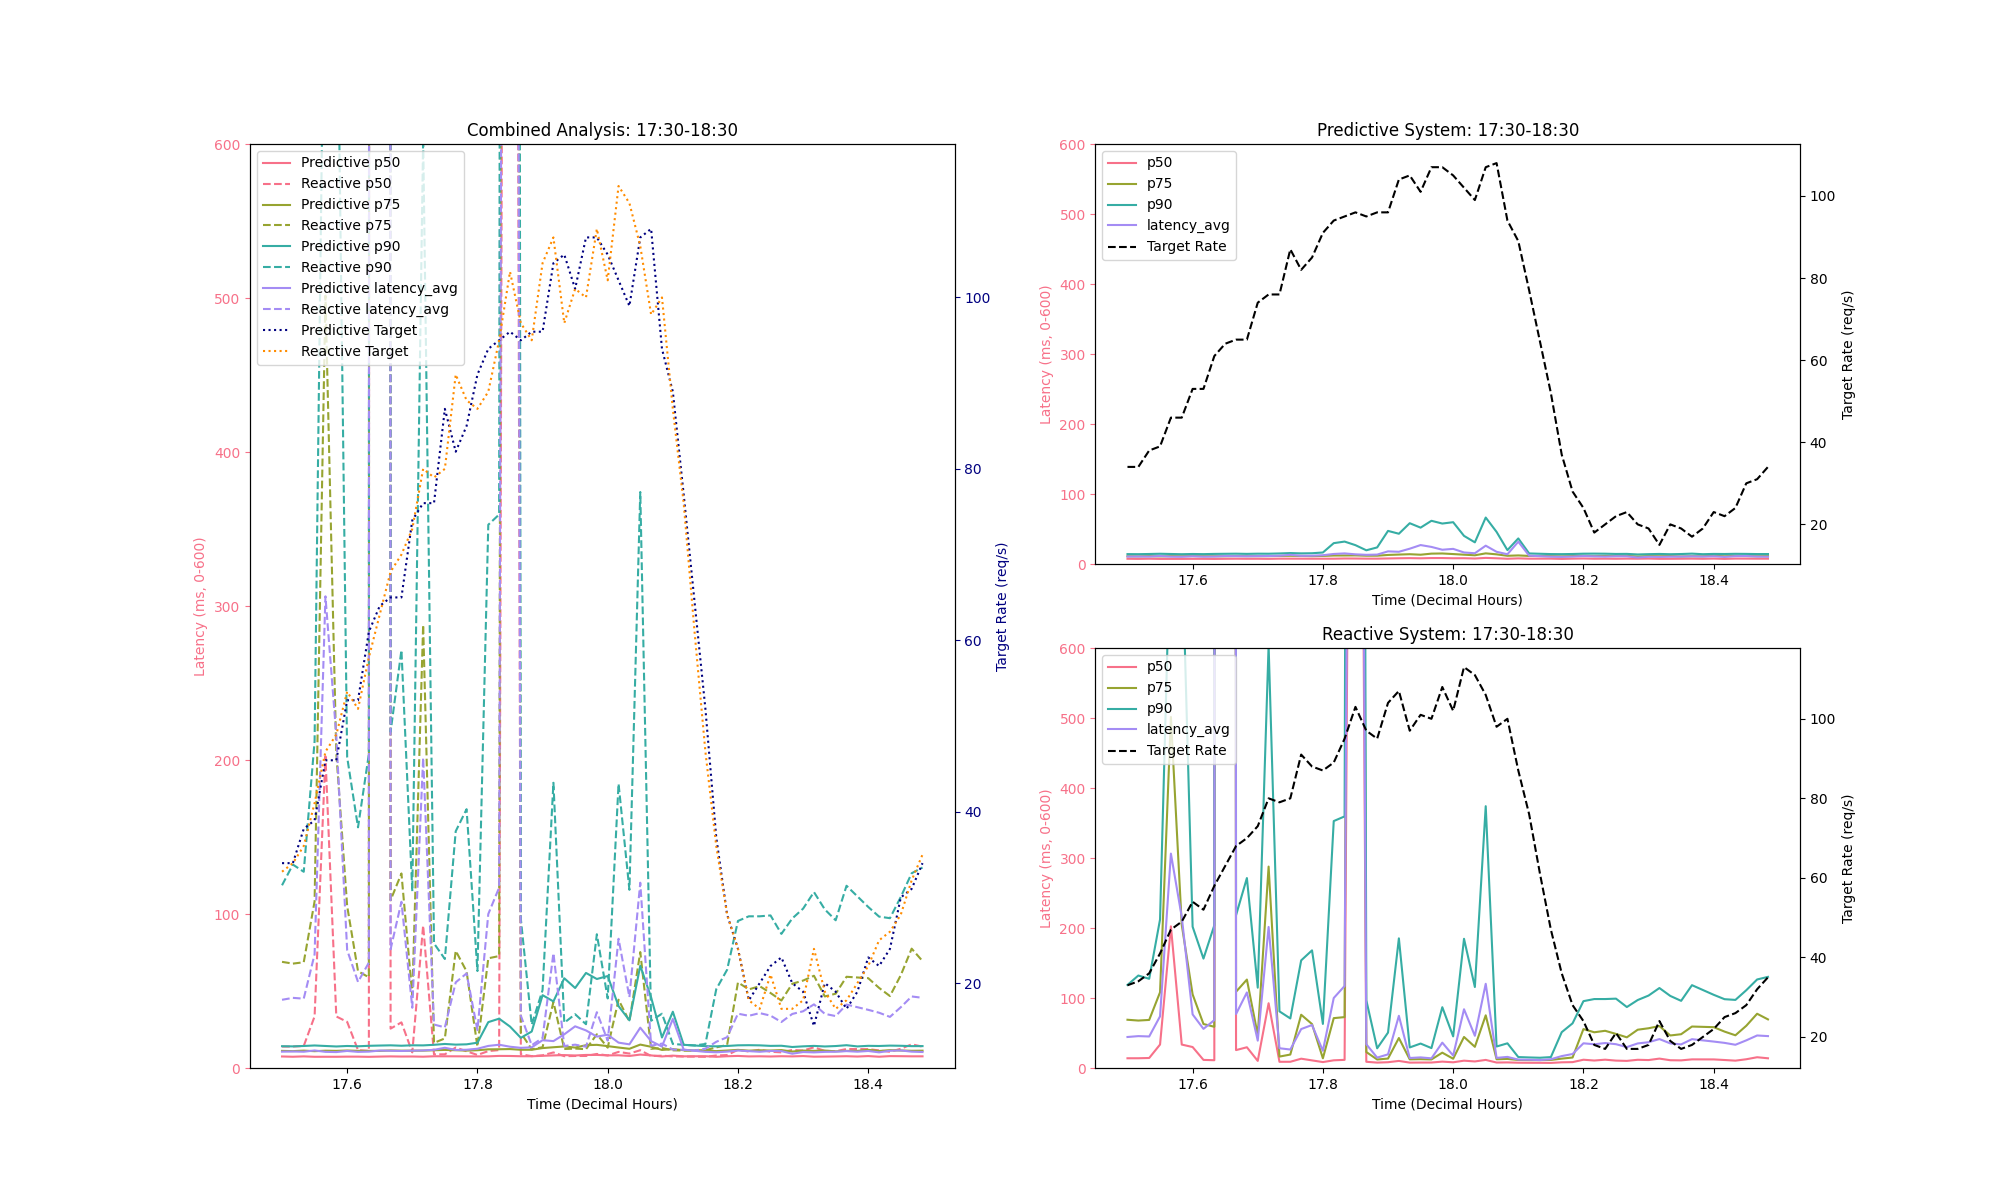 Combined Analysis: 17:30-18:30
600
500
400
300
200
100
0
Latency (ms, 0-600)
Predictive p50
Reactive p50
Predictive p75
Reactive p75
Predictive p90
Reactive p90
Predictive latency_avg
Reactive latency_avg
Predictive Target
Reactive Target
100
80
60
40
20
Target Rate (req/s)
17.6 17.8 18.0 18.2 18.4
Time (Decimal Hours)
Predictive System: 17:30-18:30
600
500
400
300
200
100
0
Latency (ms, 0-600)
p50
p75
p90
latency_avg
Target Rate
100
80
60
40
20
Target Rate (req/s)
17.6 17.8 18.0 18.2 18.4
Time (Decimal Hours)
Reactive System: 17:30-18:30
600
500
400
300
200
100
0
Latency (ms, 0-600)
p50
p75
p90
latency_avg
Target Rate
100
80
60
40
20
Target Rate (req/s)
17.6 17.8 18.0 18.2 18.4
Time (Decimal Hours)